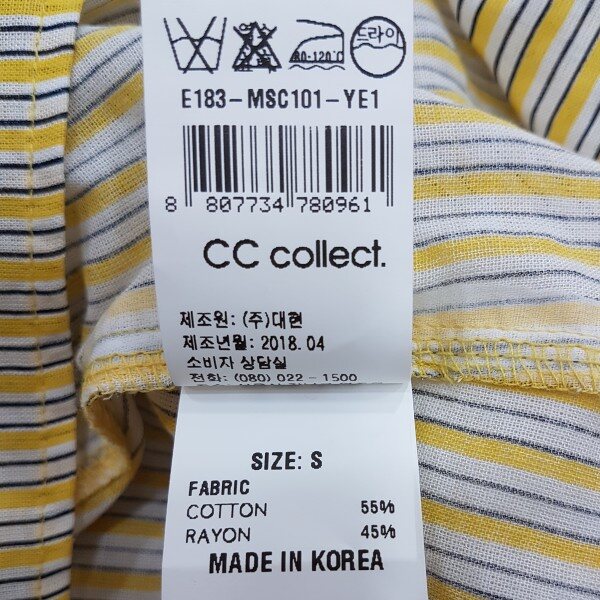 드라이
80-120℃
E183-MSC101-YE1
8 807734 780961
CC collect.
제조원: (주)대현
제조년월: 2018.04
소비자 상담실
전화: (080) 022-1500
SIZE: S
FABRIC
COTTON 55%
RAYON 45%
MADE IN KOREA